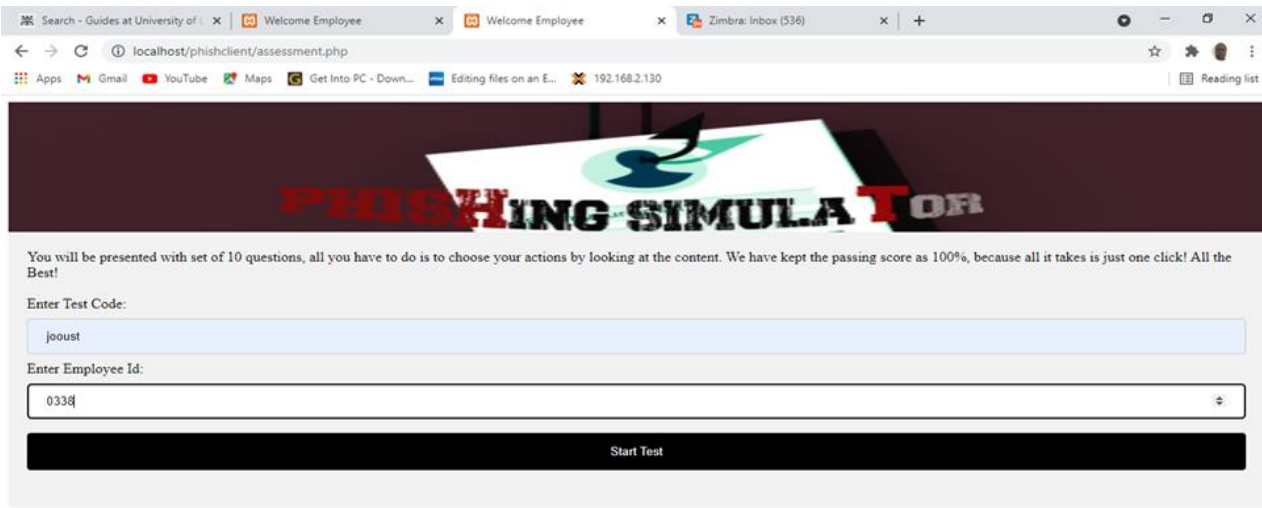 Search - Guides at University of L
Welcome Employee
Welcome Employee
Zimbra: Inbox (536)
localhost/phishclient/assessment.php
Apps
Gmail
YouTube
Maps
Get Into PC - Down...
Editing files on an E...
192.168.2.130
Reading list
PHISHING SIMULATOR
You will be presented with set of 10 questions, all you have to do is to choose your actions by looking at the content. We have kept the passing score as 100%, because all it takes is just one click! All the
Best!
Enter Test Code:
jooust
Enter Employee Id:
0338
Start Test